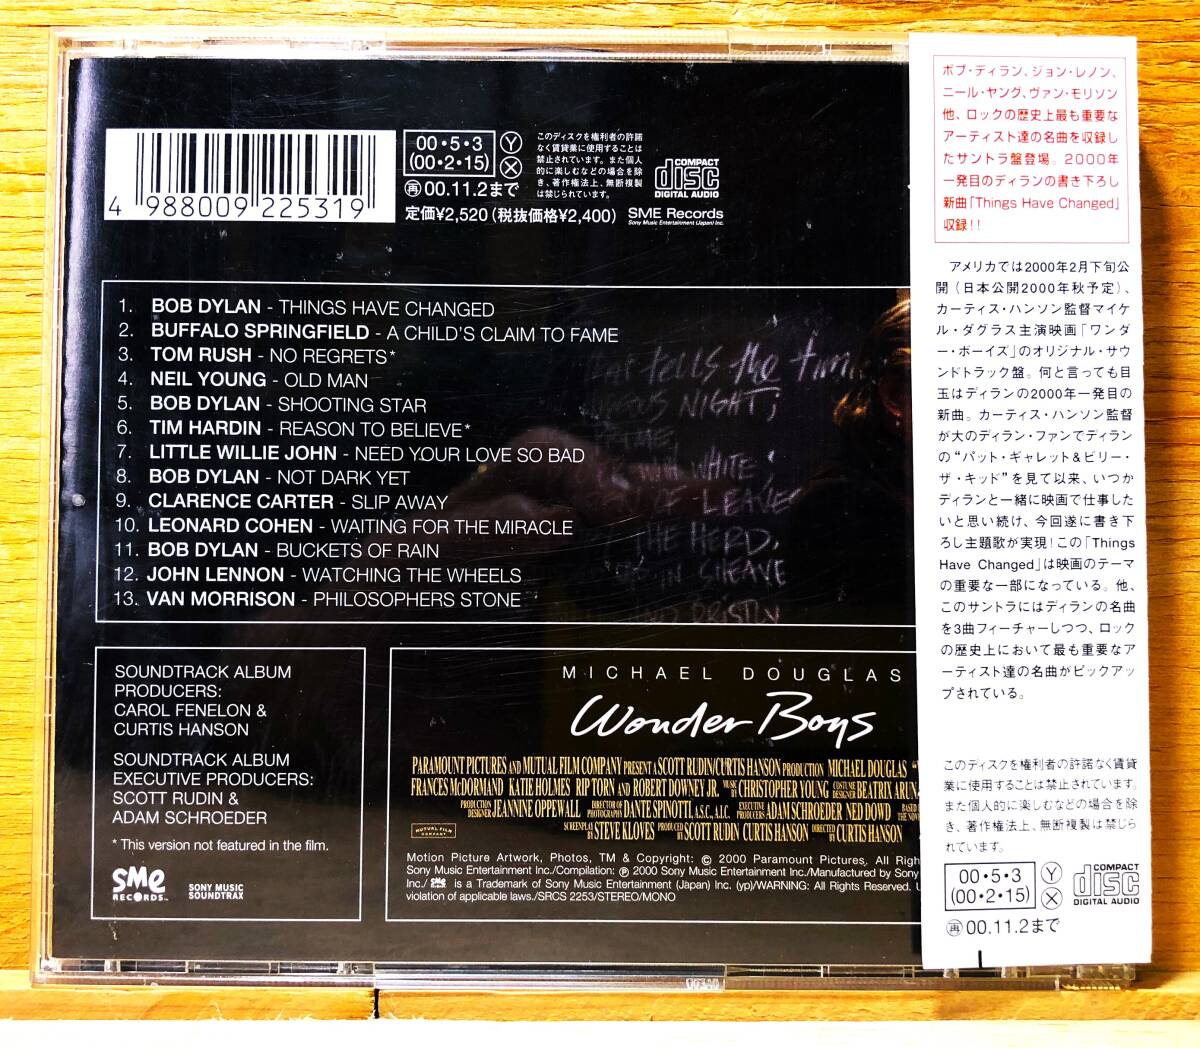 4 988009 225319
00・5・3
(00・2・15)
Y
X
再 00.11.2まで
このディスクを権利者の許諾
なく賃貸業に使用することは
禁止されています。また個人
的に楽しむなどの場合を除
き、著作権法上、無断複製
は禁じられています。
定価¥2,520(税抜価格¥2,400)
COMPACT
disc
DIGITAL AUDIO
SME Records
Sony Music Entertainment (Japan) Inc.
1. BOB DYLAN - THINGS HAVE CHANGED
2. BUFFALO SPRINGFIELD - A CHILD'S CLAIM TO FAME
3. TOM RUSH - NO REGRETS*
4. NEIL YOUNG - OLD MAN
5. BOB DYLAN - SHOOTING STAR
6. TIM HARDIN - REASON TO BELIEVE*
7. LITTLE WILLIE JOHN - NEED YOUR LOVE SO BAD
8. BOB DYLAN - NOT DARK YET
9. CLARENCE CARTER - SLIP AWAY
10. LEONARD COHEN - WAITING FOR THE MIRACLE
11. BOB DYLAN - BUCKETS OF RAIN
12. JOHN LENNON - WATCHING THE WHEELS
13. VAN MORRISON - PHILOSOPHERS STONE
tells the tim
NIGHT;
WHITE;
LEAVE
HE HERD,
SHEAVE
SOUNDTRACK ALBUM
PRODUCERS:
CAROL FENELON &
CURTIS HANSON
SOUNDTRACK ALBUM
EXECUTIVE PRODUCERS:
SCOTT RUDIN &
ADAM SCHROEDER
* This version not featured in the film.
SMe
RECORDS
SONY MUSIC
SOUNDTRAX
MICHAEL DOUGLAS
Wonder Boys
PARAMOUNT PICTURES AND MUTUAL FILM COMPANY PRESENT A SCOTT RUDIN/CURTIS HANSON PRODUCTION MICHAEL DOUGLAS
FRANCES McDORMAND KATIE HOLMES RIP TORN AND ROBERT DOWNEY JR. MUSIC BY CHRISTOPHER YOUNG COSTUME DESIGNER BEATRIX ARUNA
PRODUCTION DESIGNER JEANNINE OPPEWALL DIRECTOR OF PHOTOGRAPHY DANTE SPINOTTI, A.S.C., A.I.C. EXECUTIVE PRODUCERS ADAM SCHROEDER NED DOWD BASED THE NOVE
MUTUAL FILM
COMPANY
SCREENPLAY BY STEVE KLOVES PRODUCED BY SCOTT RUDIN CURTIS HANSON DIRECTED BY CURTIS HANSON
Motion Picture Artwork, Photos, TM & Copyright: © 2000 Paramount Pictures, All Righ
Sony Music Entertainment Inc./Compilation: ℗ 2000 Sony Music Entertainment Inc./Manufactured by Sony
Inc./ SMe is a Trademark of Sony Music Entertainment (Japan) Inc. (yp)/WARNING: All Rights Reserved. U
violation of applicable laws./SRCS 2253/STEREO/MONO
ボブ・ディラン、ジョン・レノン、
ニール・ヤング、ヴァン・モリソン
他、ロックの歴史上最も重要な
アーティスト達の名曲を収録し
たサントラ盤登場。2000年
一発目のディランの書き下ろし
新曲「Things Have Changed」
収録！！
アメリカでは2000年2月下旬公
開（日本公開2000年秋予定）、
カーティス・ハンソン監督マイケ
ル・ダグラス主演映画「ワンダ
ー・ボーイズ」のオリジナル・サウ
ンドトラック盤。何と言っても目
玉はディランの2000年一発目の
新曲。カーティス・ハンソン監督
が大のディラン・ファンでディラン
の“パット・ギャレット&ビリー・
ザ・キッド”を見て以来、いつか
ディランと一緒に映画で仕事した
いと思い続け、今回遂に書き下
ろし主題歌が実現！この「Things
Have Changed」は映画のテーマ
の重要な一部になっている。他、
このサントラにはディランの名曲
を3曲フィーチャーしつつ、ロック
の歴史上において最も重要なア
ーティスト達の名曲がピックアッ
プされている。
このディスクを権利者の許諾なく賃貸
業に使用することは禁止されています。
また個人的に楽しむなどの場合を除
き、著作権法上、無断複製は禁じら
れています。
00・5・3
(00・2・15)
Y
X
再 00.11.2まで
COMPACT
disc
DIGITAL AUDIO